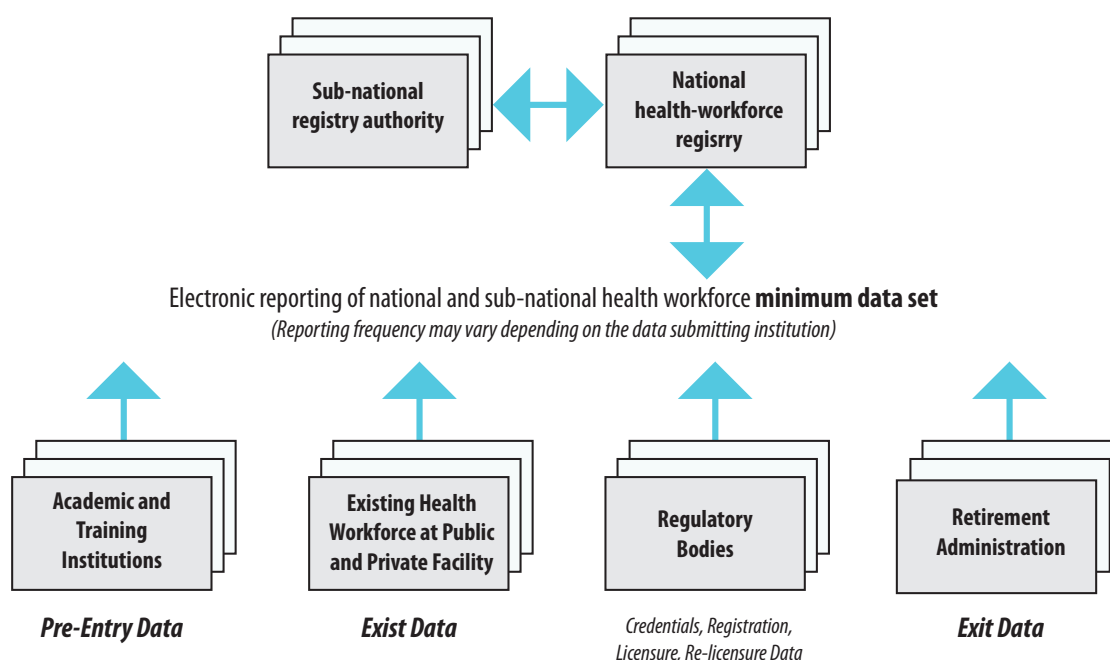 Sub-national
registry authority
National
health-workforce
regisrry
Electronic reporting of national and sub-national health workforce minimum data set
(Reporting frequency may vary depending on the data submitting institution)
Academic and
Training
Institutions
Existing Health
Workforce at Public
and Private Facility
Regulatory
Bodies
Retirement
Administration
Pre-Entry Data
Exist Data
Credentials, Registration,
Licensure, Re-licensure Data
Exit Data